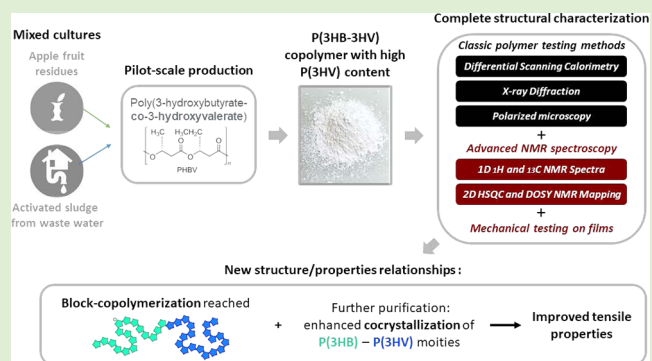 Mixed cultures
Apple fruit
residues
Activated sludge
from waste water
Pilot-scale production
Poly(3-hydroxybutyrate-
co-3-hydroxyvalerate)
H₃C
H₃CH₂C
O
O
O
O
n
PHBV
P(3HB-3HV)
copolymer with high
P(3HV) content
Complete structural characterization
Classic polymer testing methods
Differential Scanning Calorimetry
X-ray Diffraction
Polarized microscopy
+
Advanced NMR spectroscopy
1D 1H and 13C NMR Spectra
2D HSQC and DOSY NMR Mapping
+
Mechanical testing on films
New structure/properties relationships :
Block-copolymerization reached
+
Further purification:
enhanced cocrystallization of
P(3HB) – P(3HV) moities
Improved tensile
properties